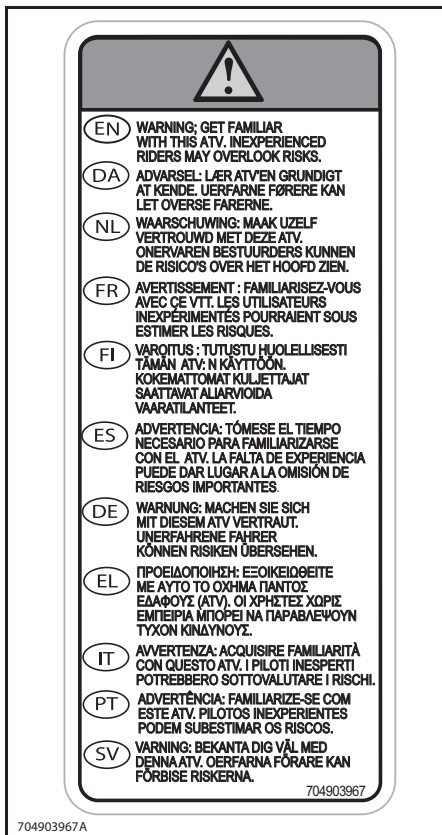 EN WARNING; GET FAMILIAR
WITH THIS ATV. INEXPERIENCED
RIDERS MAY OVERLOOK RISKS.
DA ADVARSEL: LÆR ATV'EN GRUNDIGT
AT KENDE. UERFARNE FØRERE KAN
LET OVERSE FARERNE.
NL WAARSCHUWING: MAAK UZELF
VERTROUWD MET DEZE ATV.
ONERVAREN BESTUURDERS KUNNEN
DE RISICO'S OVER HET HOOFD ZIEN.
FR AVERTISSEMENT : FAMILIARISEZ-VOUS
AVEC CE VTT. LES UTILISATEURS
INEXPÉRIMENTÉS POURRAIENT SOUS
ESTIMER LES RISQUES.
FI VAROITUS : TUTUSTU HUOLELLISESTI
TÄMÄN ATV: N KÄYTTÖÖN.
KOKEMATTOMAT KULJETTAJAT
SAATTAVAT ALIARVIOIDA
VAARATILANTEET.
ES ADVERTENCIA: TÓMESE EL TIEMPO
NECESARIO PARA FAMILIARIZARSE
CON EL ATV. LA FALTA DE EXPERIENCIA
PUEDE DAR LUGAR A LA OMISIÓN DE
RIESGOS IMPORTANTES.
DE WARNUNG: MACHEN SIE SICH
MIT DIESEM ATV VERTRAUT.
UNERFAHRENE FAHRER
KÖNNEN RISIKEN ÜBERSEHEN.
EL ΠΡΟΕΙΔΟΠΟΙΗΣΗ: ΕΞΟΙΚΕΙΩΘΕΙΤΕ
ΜΕ ΑΥΤΟ ΤΟ ΟΧΗΜΑ ΠΑΝΤΟΣ
ΕΔΑΦΟΥΣ (ATV). ΟΙ ΧΡΗΣΤΕΣ ΧΩΡΙΣ
ΕΜΠΕΙΡΙΑ ΜΠΟΡΕΙ ΝΑ ΠΑΡΑΒΛΕΨΟΥΝ
ΤΥΧΟΝ ΚΙΝΔΥΝΟΥΣ.
IT AVVERTENZA: ACQUISIRE FAMILIARITÀ
CON QUESTO ATV. I PILOTI INESPERTI
POTREBBERO SOTTOVALUTARE I RISCHI.
PT ADVERTÊNCIA: FAMILIARIZE-SE COM
ESTE ATV. PILOTOS INEXPERIENTES
PODEM SUBESTIMAR OS RISCOS.
SV VARNING: BEKANTA DIG VÄL MED
DENNA ATV. OERFARNA FÖRARE KAN
FÖRBISE RISKERNA.
704903967
704903967A